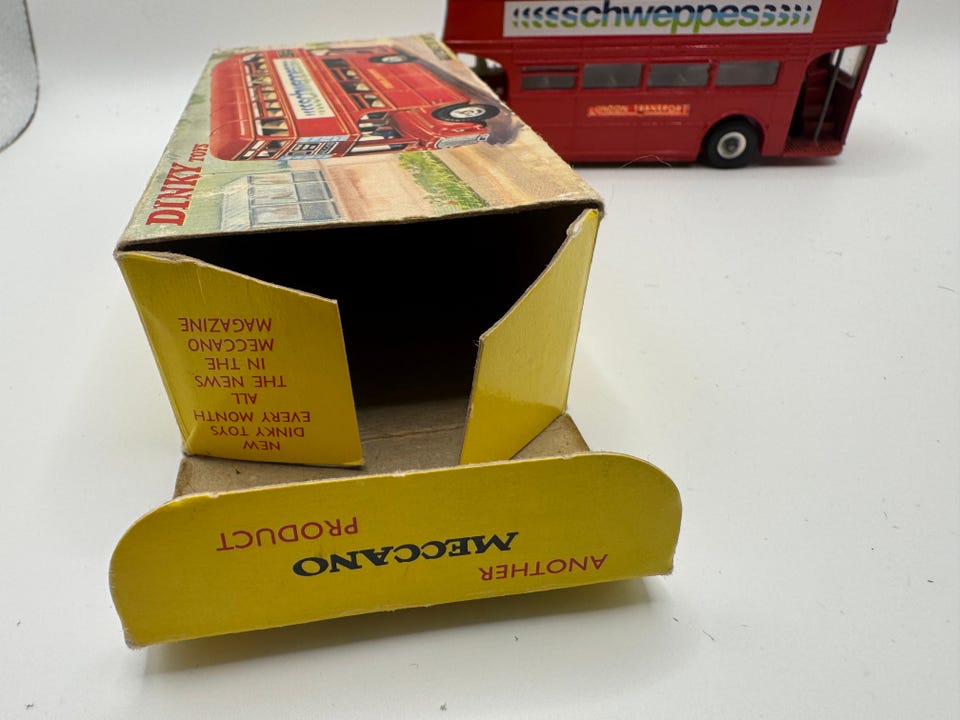 schweppes
LONDON TRANSPORT
schweppes
DINKY TOYS
NEW
DINKY TOYS
EVERY MONTH
ALL
THE NEWS
IN THE
MECCANO
MAGAZINE
ANOTHER
MECCANO
PRODUCT